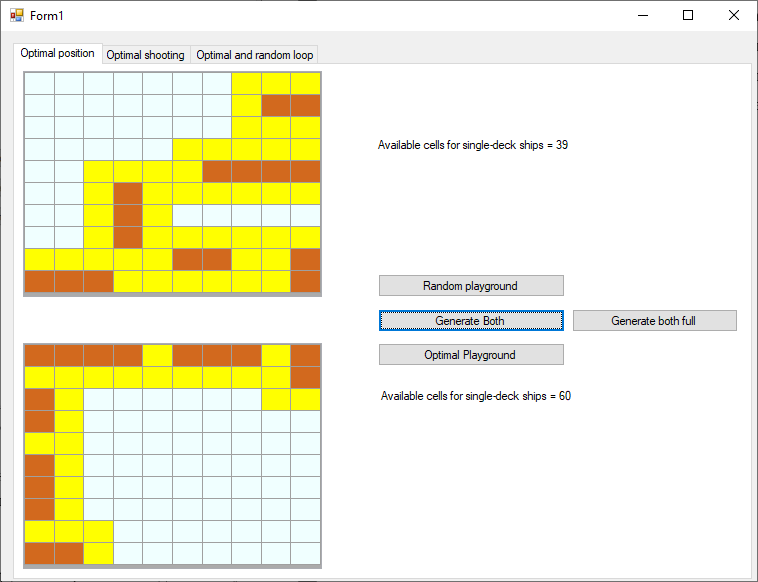 Form1
Optimal position
Optimal shooting
Optimal and random loop
Available cells for single-deck ships = 39
Random playground
Generate Both
Generate both full
Optimal Playground
Available cells for single-deck ships = 60